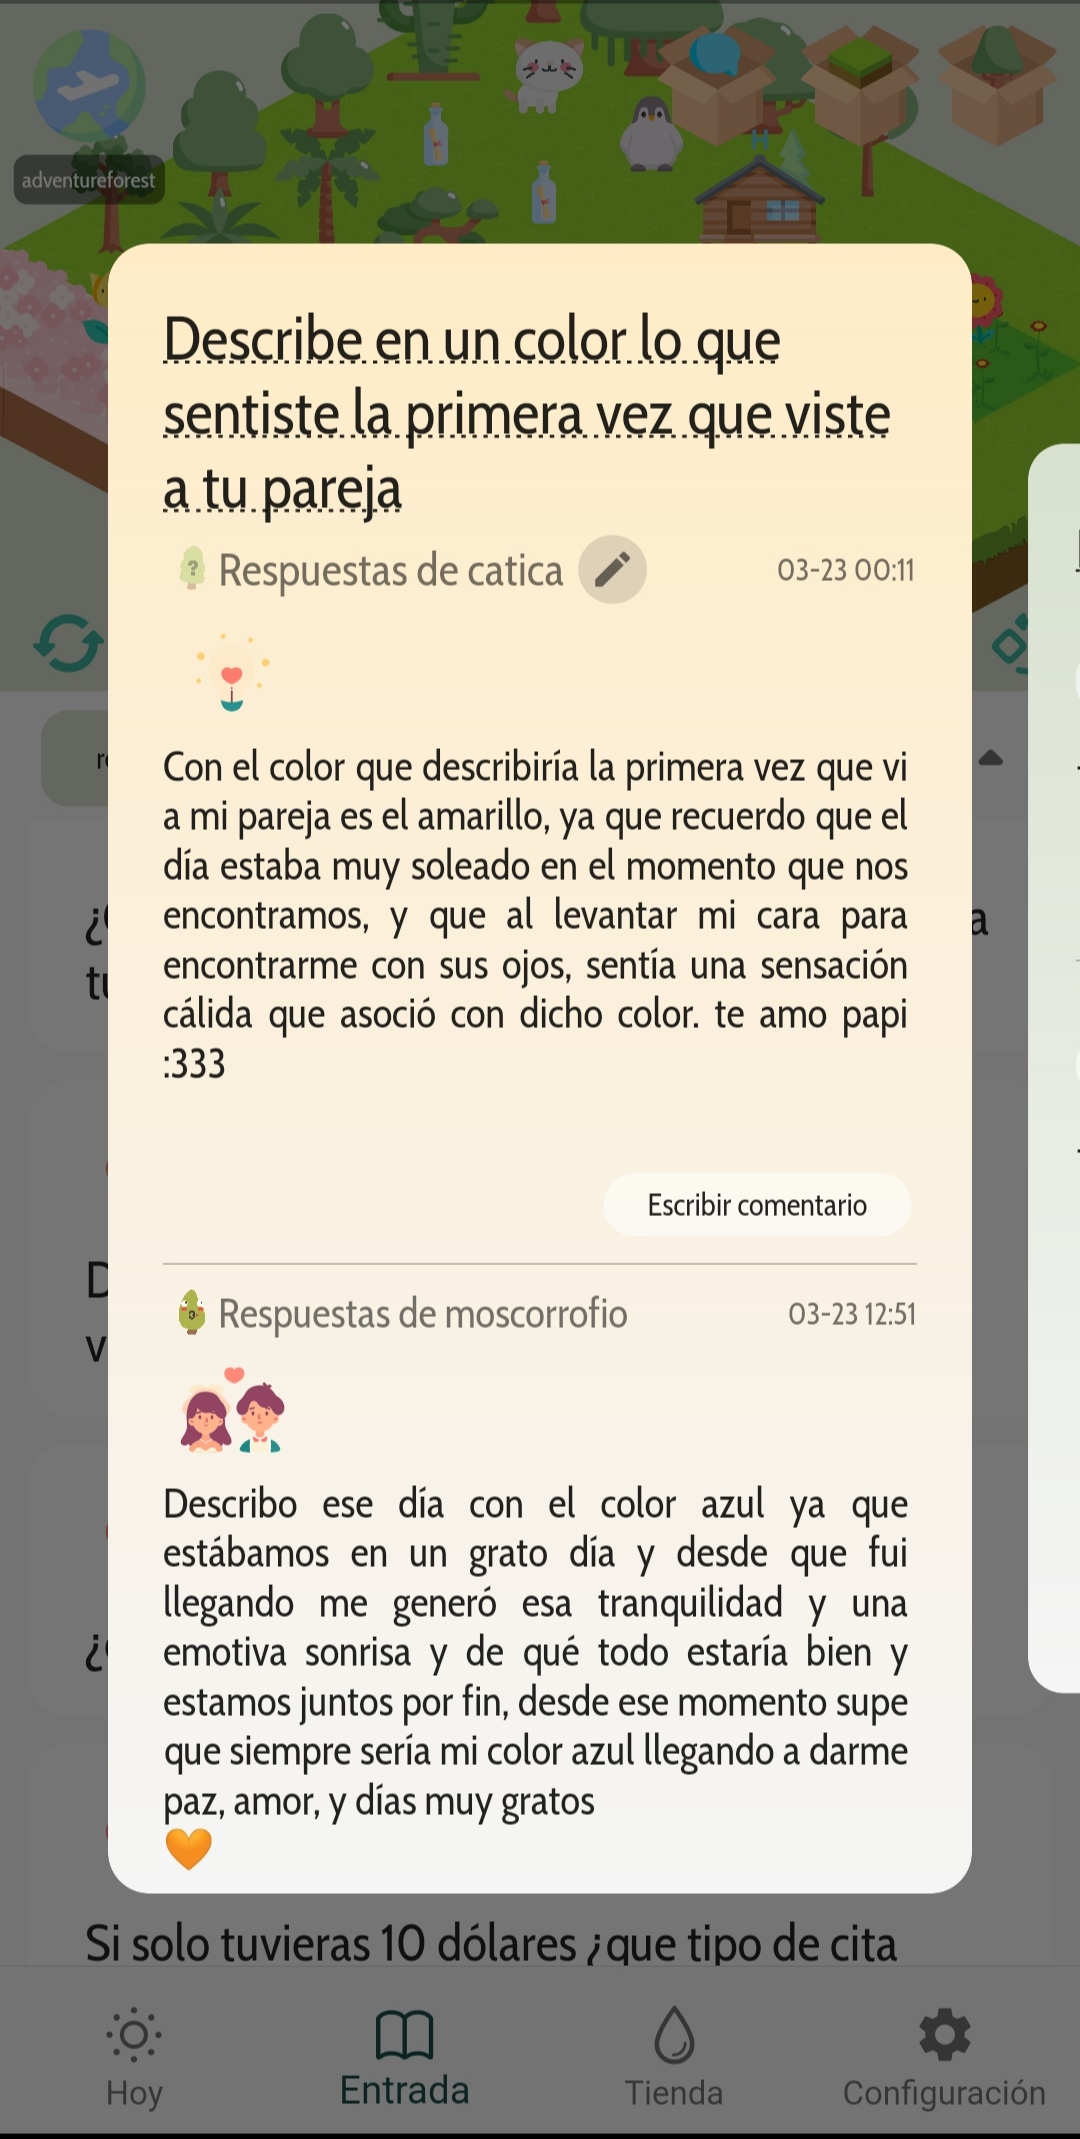 adventureforest
Describe en un color lo que
sentiste la primera vez que viste
a tu pareja
Respuestas de catica
03-23 00:11
Con el color que describiría la primera vez que vi
a mi pareja es el amarillo, ya que recuerdo que el
día estaba muy soleado en el momento que nos
encontramos, y que al levantar mi cara para
encontrarme con sus ojos, sentía una sensación
cálida que asoció con dicho color. te amo papi
:333
Escribir comentario
Respuestas de moscorrofio
03-23 12:51
Describo ese día con el color azul ya que
estábamos en un grato día y desde que fui
llegando me generó esa tranquilidad y una
emotiva sonrisa y de qué todo estaría bien y
estamos juntos por fin, desde ese momento supe
que siempre sería mi color azul llegando a darme
paz, amor, y días muy gratos
🧡
Si solo tuvieras 10 dólares ¿que tipo de cita
Hoy
Entrada
Tienda
Configuración